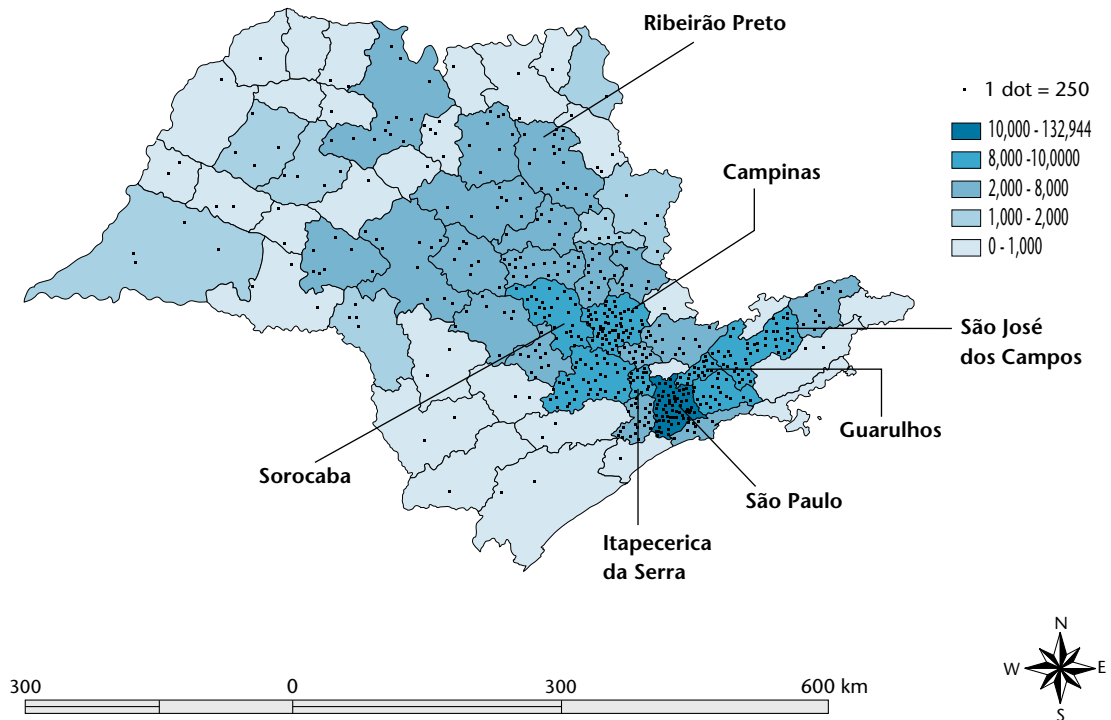 Ribeirão Preto
1 dot = 250
10,000 - 132,944
8,000 -10,0000
2,000 - 8,000
1,000 - 2,000
0 - 1,000
Campinas
São José
dos Campos
Guarulhos
Sorocaba
São Paulo
Itapecerica
da Serra
N
W
E
S
300
0
300
600 km